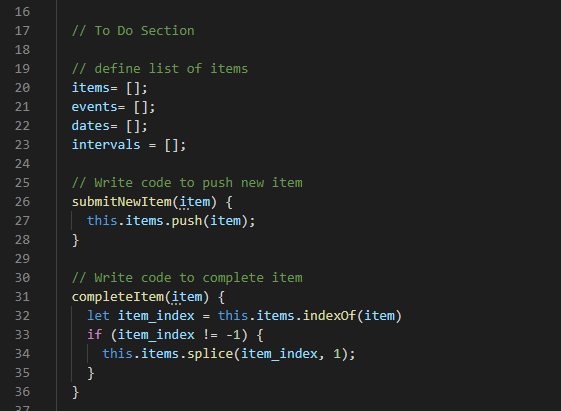 16
17 // To Do Section
18
19 // define list of items
20 items= [];
21 events= [];
22 dates= [];
23 intervals = [];
24
25 // Write code to push new item
26 submitNewItem(item) {
27 this.items.push(item);
28 }
29
30 // Write code to complete item
31 completeItem(item) {
32 let item_index = this.items.indexOf(item)
33 if (item_index != -1) {
34 this.items.splice(item_index, 1);
35 }
36 }
37